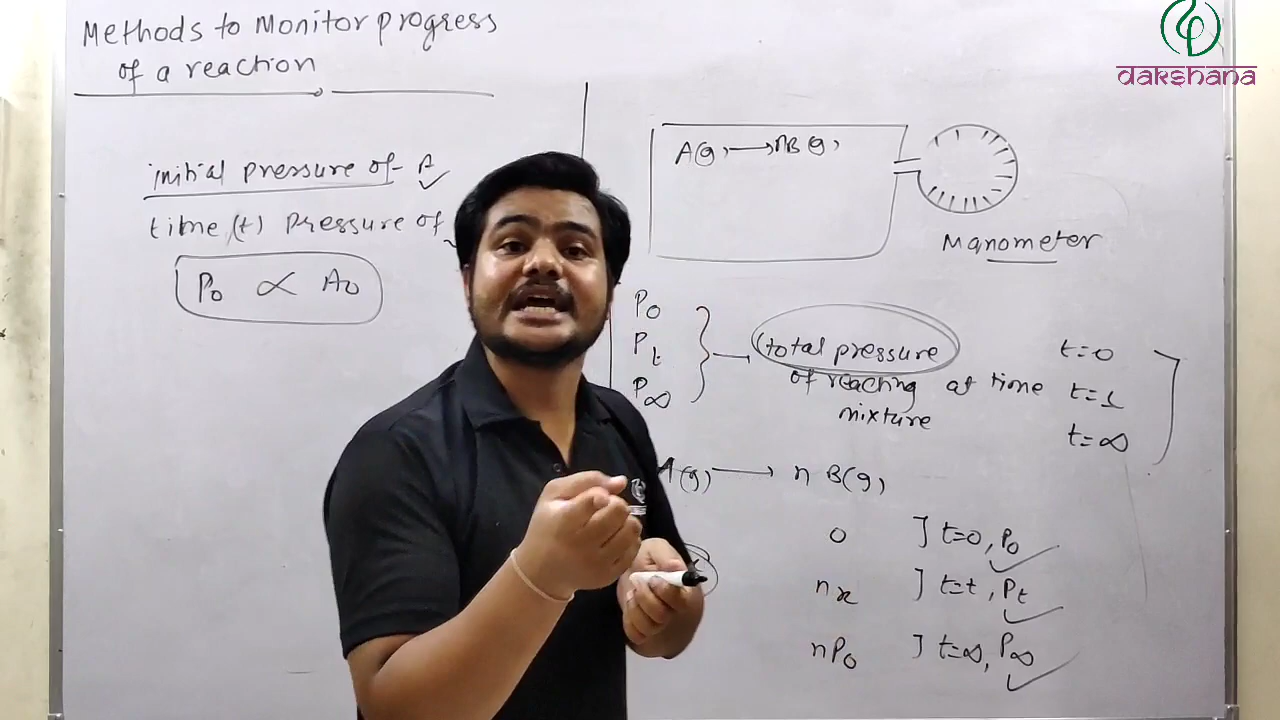 Methods to Monitor progress
of a reaction
dakshana
initial pressure of A
time (t) pressure of
P₀ ∝ A₀
A(g) → nB(g)
Manometer
P₀
Pt
P∞
(total pressure
of reacting at time
mixture
t=0
t=1
t=∞
A(g) → n B(g)
0 ] t=0, P₀
nx ] t=t, Pt
nP₀ ] t=∞, P∞